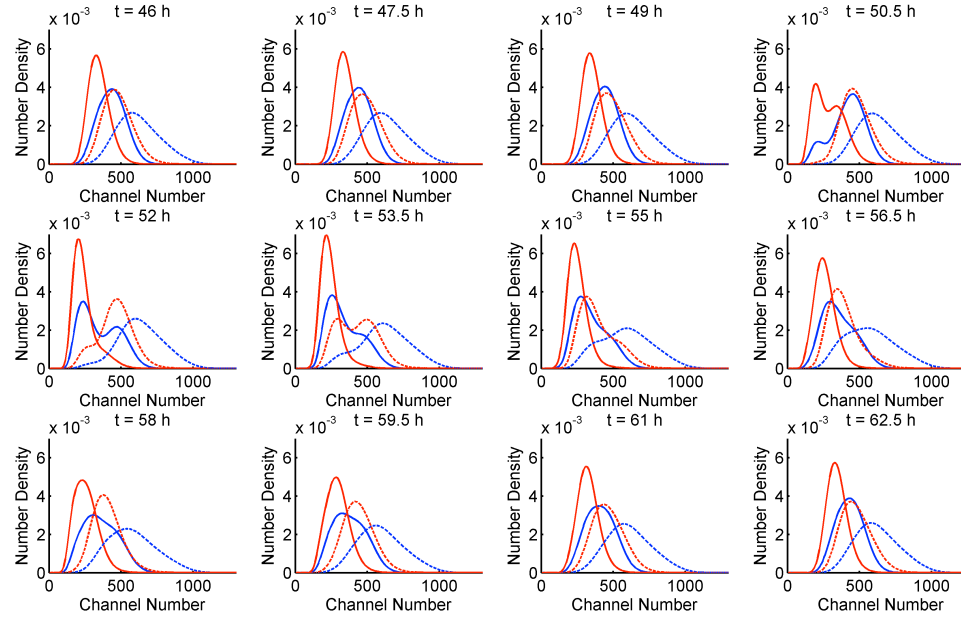 x 10⁻³ t = 46 h x 10⁻³ t = 47.5 h x 10⁻³ t = 49 h x 10⁻³ t = 50.5 h
Number Density 6 4 2 0 Number Density 6 4 2 0 Number Density 6 4 2 0 Number Density 6 4 2 0
0 500 1000 0 500 1000 0 500 1000 0 500 1000
Channel Number Channel Number Channel Number Channel Number
x 10⁻³ t = 52 h x 10⁻³ t = 53.5 h x 10⁻³ t = 55 h x 10⁻³ t = 56.5 h
Number Density 6 4 2 0 Number Density 6 4 2 0 Number Density 6 4 2 0 Number Density 6 4 2 0
0 500 1000 0 500 1000 0 500 1000 0 500 1000
Channel Number Channel Number Channel Number Channel Number
x 10⁻³ t = 58 h x 10⁻³ t = 59.5 h x 10⁻³ t = 61 h x 10⁻³ t = 62.5 h
Number Density 6 4 2 0 Number Density 6 4 2 0 Number Density 6 4 2 0 Number Density 6 4 2 0
0 500 1000 0 500 1000 0 500 1000 0 500 1000
Channel Number Channel Number Channel Number Channel Number